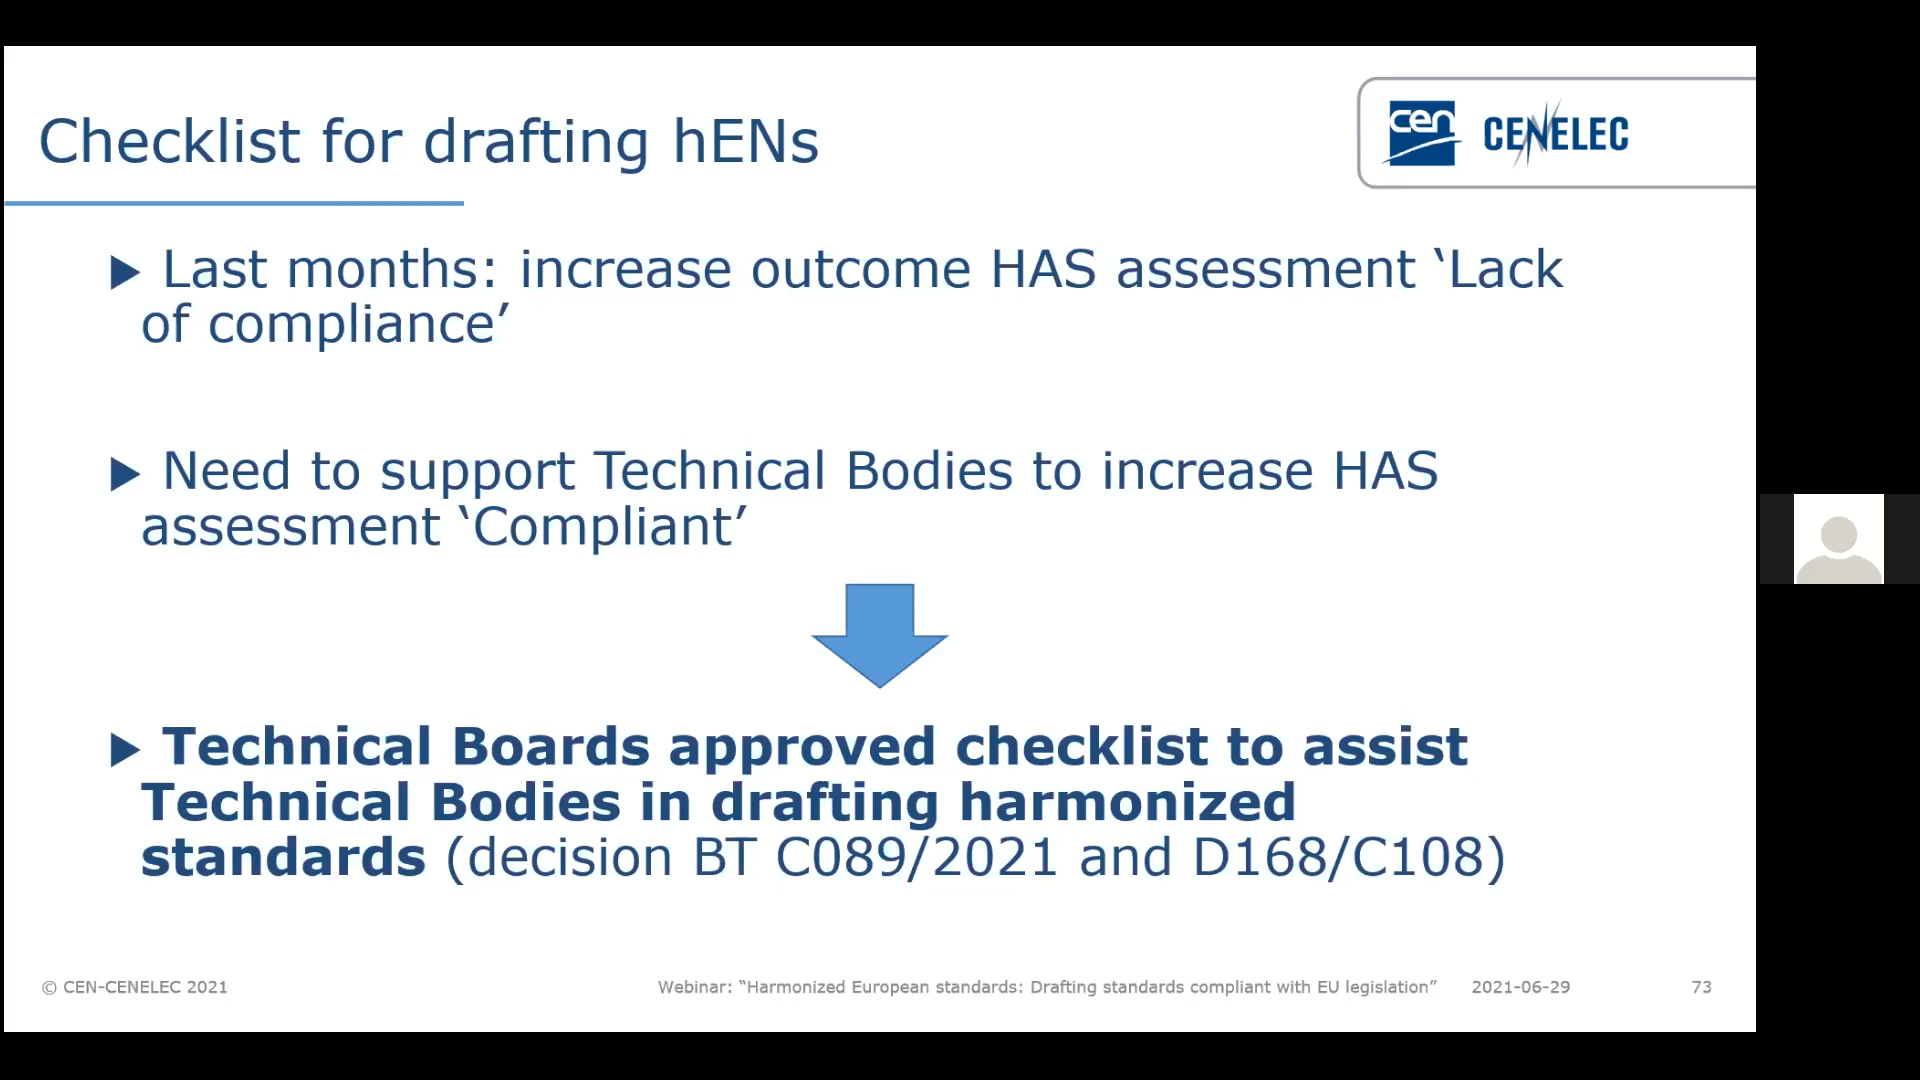 Checklist for drafting hENs
cen
CENELEC
▶ Last months: increase outcome HAS assessment ‘Lack
of compliance’
▶ Need to support Technical Bodies to increase HAS
assessment ‘Compliant’
▶ Technical Boards approved checklist to assist
Technical Bodies in drafting harmonized
standards (decision BT C089/2021 and D168/C108)
© CEN-CENELEC 2021
Webinar: “Harmonized European standards: Drafting standards compliant with EU legislation”
2021-06-29
73